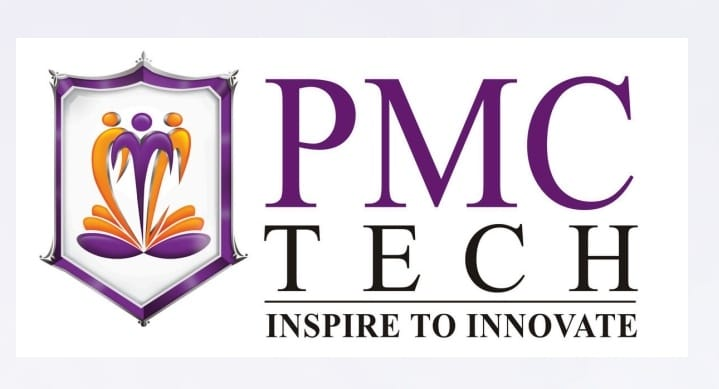 PMC
TECH
INSPIRE TO INNOVATE